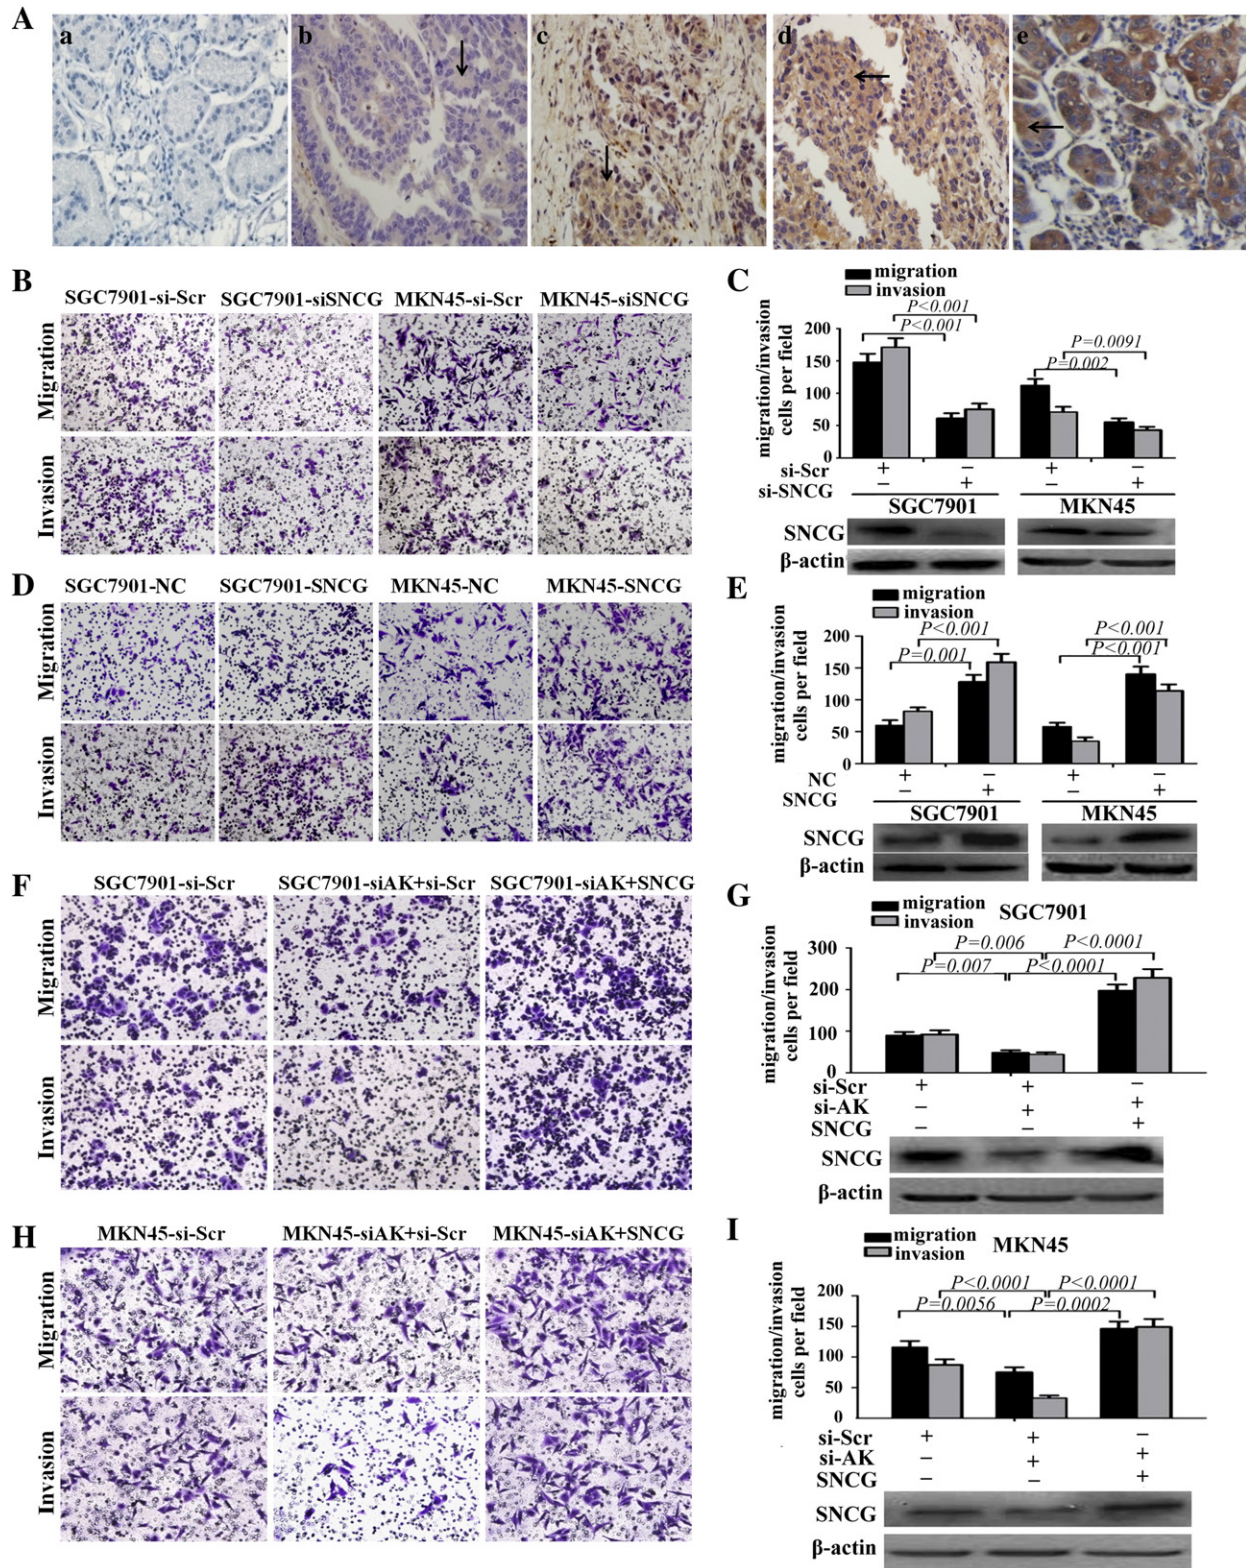 A
a
b
c
d
e
B
SGC7901-si-Scr
SGC7901-siSNCG
MKN45-si-Scr
MKN45-siSNCG
Migration
Invasion
C
migration
invasion
P<0.001
P<0.001
P=0.0091
P=0.002
migration/invasion
cells per field
200
150
100
50
0
si-Scr + − + −
si-SNCG − + − +
SGC7901 MKN45
SNCG
β-actin
D
SGC7901-NC
SGC7901-SNCG
MKN45-NC
MKN45-SNCG
Migration
Invasion
E
migration
invasion
P<0.001
P=0.001
P<0.001
P<0.001
migration/invasion
cells per field
200
150
100
50
0
NC + − + −
SNCG − + − +
SGC7901 MKN45
SNCG
β-actin
F
SGC7901-si-Scr
SGC7901-siAK+si-Scr
SGC7901-siAK+SNCG
Migration
Invasion
G
migration
invasion
SGC7901
P=0.006
P<0.0001
P=0.007
P<0.0001
migration/invasion
cells per field
300
200
100
0
si-Scr + + −
si-AK − + +
SNCG − − +
SNCG
β-actin
H
MKN45-si-Scr
MKN45-siAK+si-Scr
MKN45-siAK+SNCG
Migration
Invasion
I
migration
invasion
MKN45
P<0.0001
P<0.0001
P=0.0056
P=0.0002
migration/invasion
cells per field
200
150
100
50
0
si-Scr + + −
si-AK − + +
SNCG − − +
SNCG
β-actin